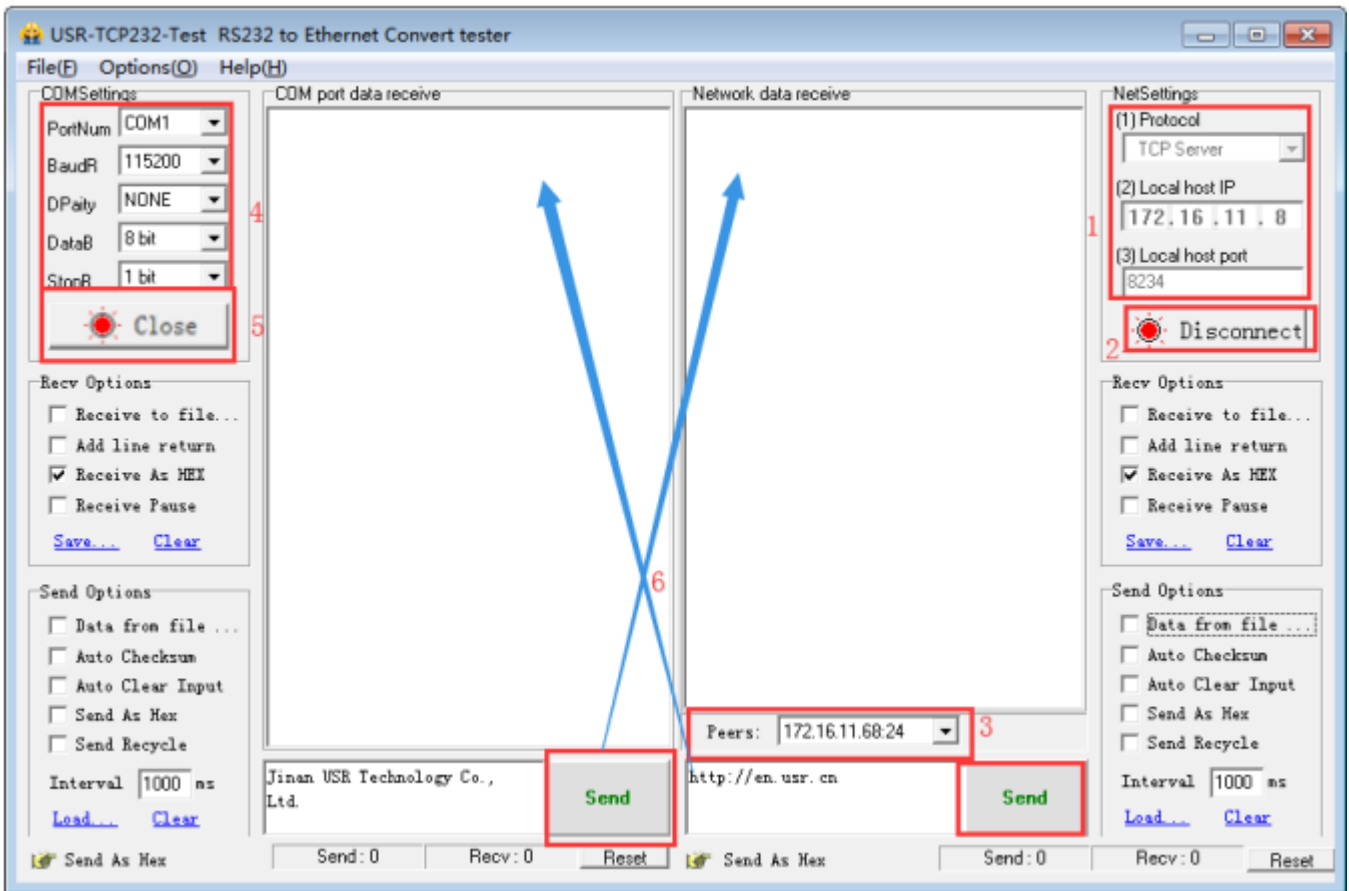 USR-TCP232-Test RS232 to Ethernet Convert tester
File(F) Options(O) Help(H)
COMSettings
PortNum COM1
BaudR 115200
DPaity NONE
DataB 8 bit
StopB 1 bit
4
Close
5
Recv Options
Receive to file...
Add line return
Receive As HEX
Receive Pause
Save... Clear
Send Options
Data from file ...
Auto Checksum
Auto Clear Input
Send As Hex
Send Recycle
Interval 1000 ms
Load... Clear
Send As Hex
COM port data receive
Jinan USR Technology Co.,
Ltd.
Send
Send : 0 Recv : 0 Reset
6
Network data receive
Peers: 172.16.11.68:24
3
http://en.usr.cn
Send
Send As Hex Send : 0 Recv : 0 Reset
NetSettings
(1) Protocol
TCP Server
(2) Local host IP
172 . 16 . 11 . 8
1
(3) Local host port
8234
Disconnect
2
Recv Options
Receive to file...
Add line return
Receive As HEX
Receive Pause
Save... Clear
Send Options
Data from file ...
Auto Checksum
Auto Clear Input
Send As Hex
Send Recycle
Interval 1000 ms
Load... Clear